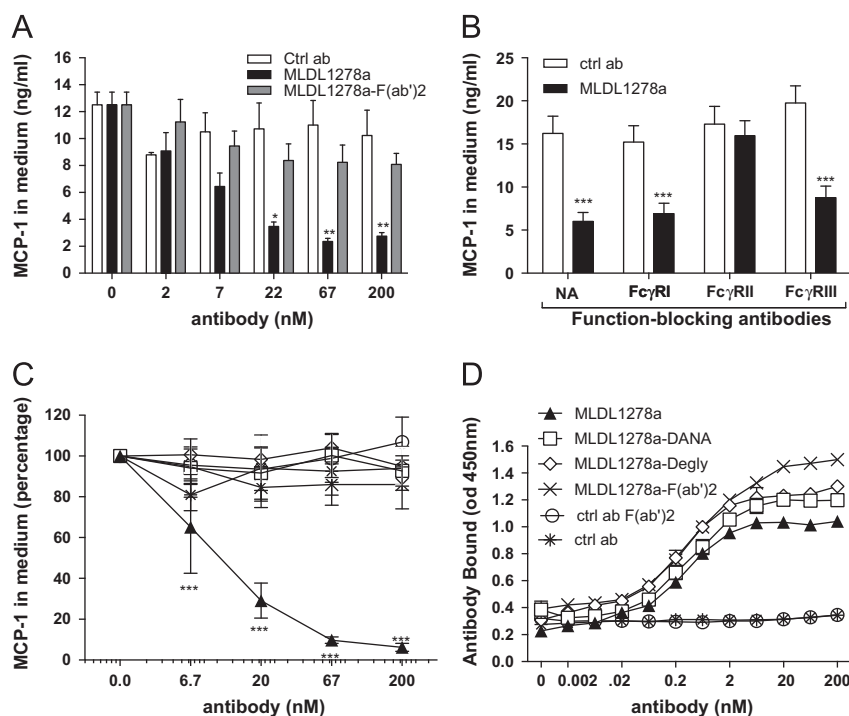 A
MCP-1 in medium (ng/ml)
16
14
12
10
8
6
4
2
0
Ctrl ab
MLDL1278a
MLDL1278a-F(ab')2
*
**
**
0 2 7 22 67 200
antibody (nM)
B
MCP-1 in medium (ng/ml)
25
20
15
10
5
0
ctrl ab
MLDL1278a
***
***
***
NA FcγRI FcγRII FcγRIII
Function-blocking antibodies
C
MCP-1 in medium (percentage)
120
100
80
60
40
20
0
***
***
***
***
0.0 6.7 20 67 200
antibody (nM)
D
MLDL1278a
MLDL1278a-DANA
MLDL1278a-Degly
MLDL1278a-F(ab')2
ctrl ab F(ab')2
ctrl ab
Antibody Bound (od 450nm)
1.6
1.4
1.2
1.0
0.8
0.6
0.4
0.2
0.0
0 0.002 .02 0.2 2 20 200
antibody (nM)